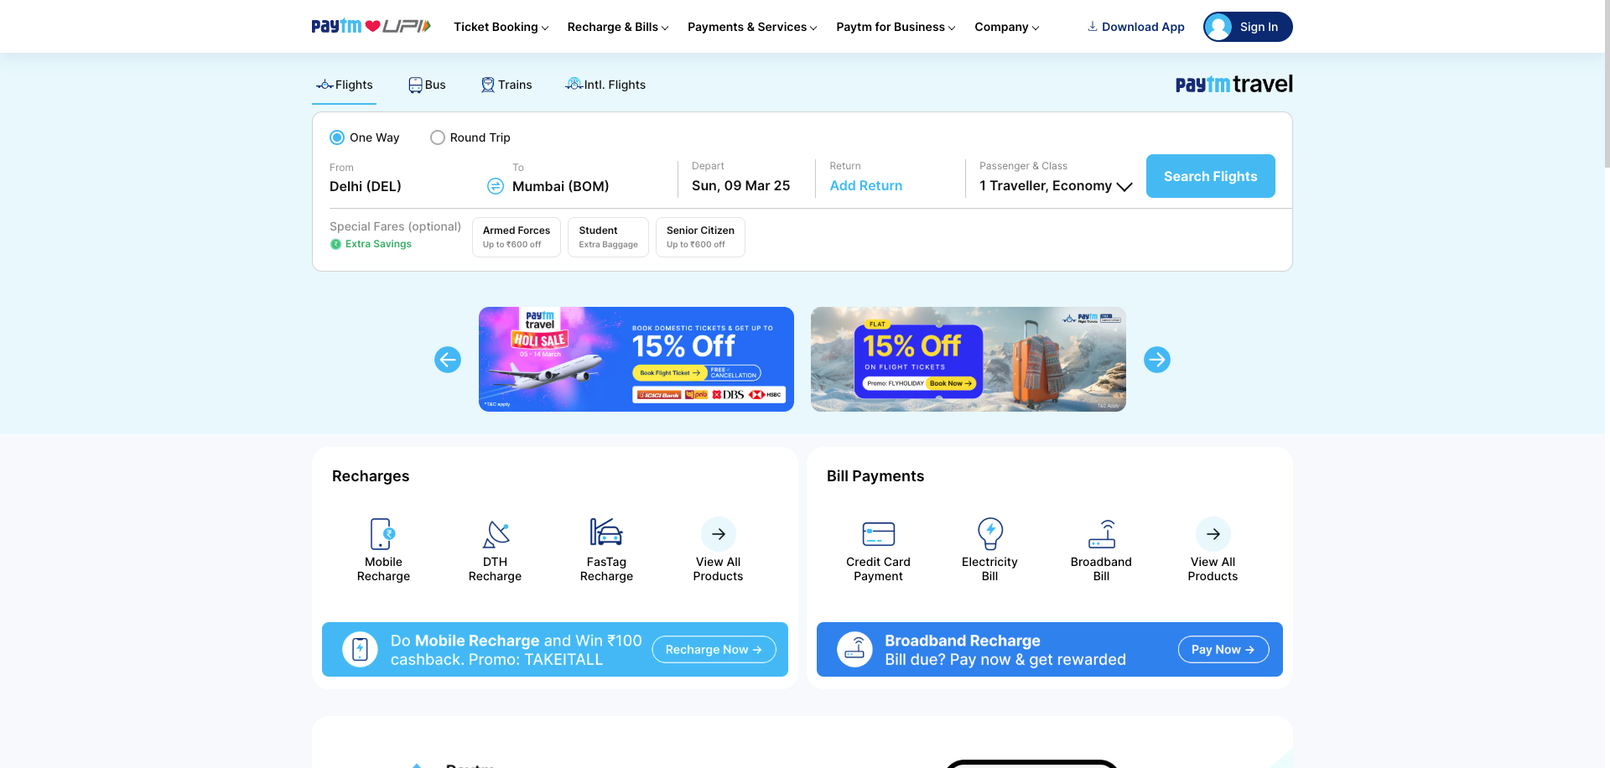 paytm UPI
Ticket Booking
Recharge & Bills
Payments & Services
Paytm for Business
Company
Download App
Sign In
Flights
Bus
Trains
Intl. Flights
paytm travel
One Way
Round Trip
From
Delhi (DEL)
To
Mumbai (BOM)
Depart
Sun, 09 Mar 25
Return
Add Return
Passenger & Class
1 Traveller, Economy
Search Flights
Special Fares (optional)
₹ Extra Savings
Armed Forces
Up to ₹600 off
Student
Extra Baggage
Senior Citizen
Up to ₹600 off
paytm
travel
HOLI SALE
05 - 14 March
*T&C apply
BOOK DOMESTIC TICKETS & GET UP TO
15% Off
Book Flight Ticket →
FREE
CANCELLATION
ICICI Bank
pnb
DBS
HSBC
FLAT
15% Off
ON FLIGHT TICKETS
Promo: FLYHOLIDAY
Book Now →
paytm
T&C Apply
Recharges
Mobile
Recharge
DTH
Recharge
FasTag
Recharge
View All
Products
Do Mobile Recharge and Win ₹100
cashback. Promo: TAKEITALL
Recharge Now →
Bill Payments
Credit Card
Payment
Electricity
Bill
Broadband
Bill
View All
Products
Broadband Recharge
Bill due? Pay now & get rewarded
Pay Now →